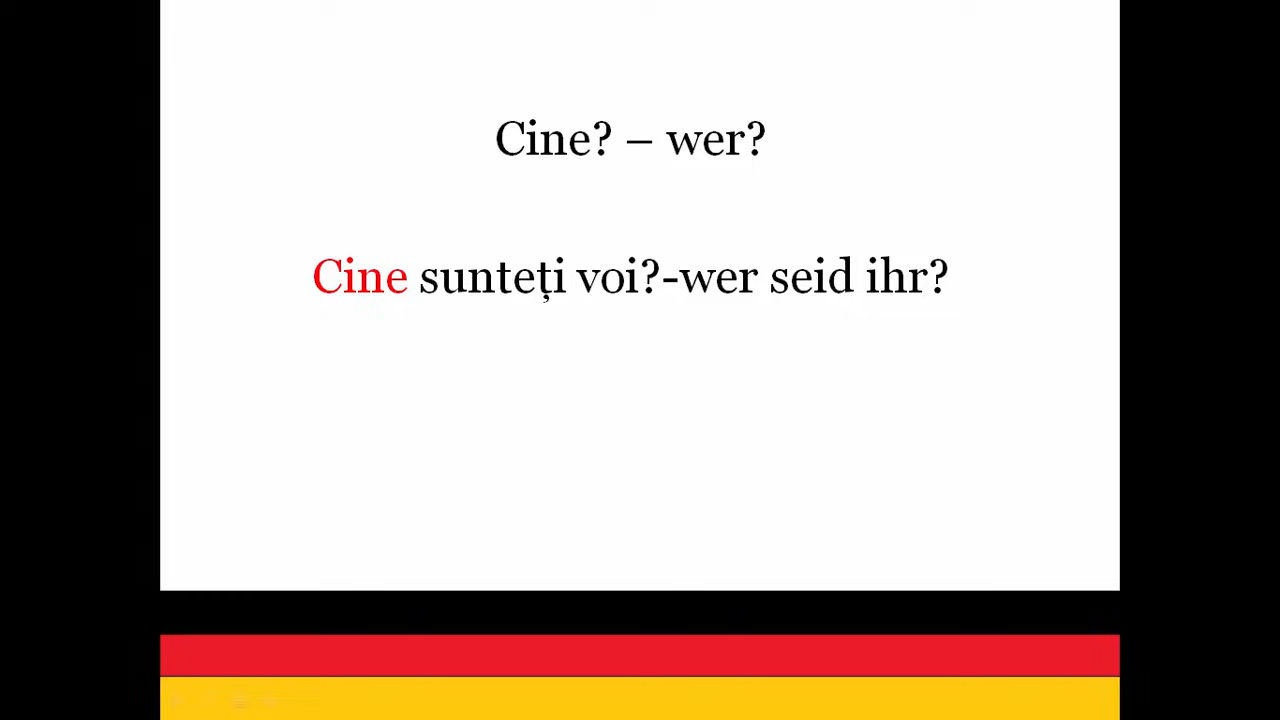 Cine? – wer?
Cine sunteți voi?-wer seid ihr?